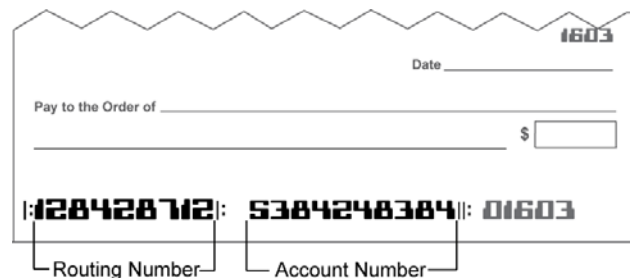 1603
Date
Pay to the Order of
$
|:128428712|: 5384248384||: 01603
Routing Number Account Number